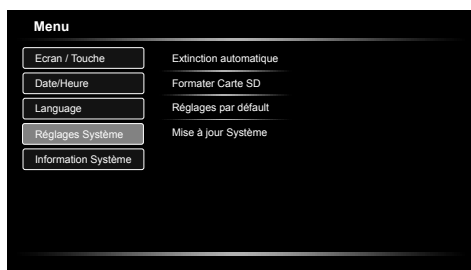 Menu
Ecran / Touche
Date/Heure
Language
Réglages Système
Information Système
Extinction automatique
Formater Carte SD
Réglages par défault
Mise à jour Système